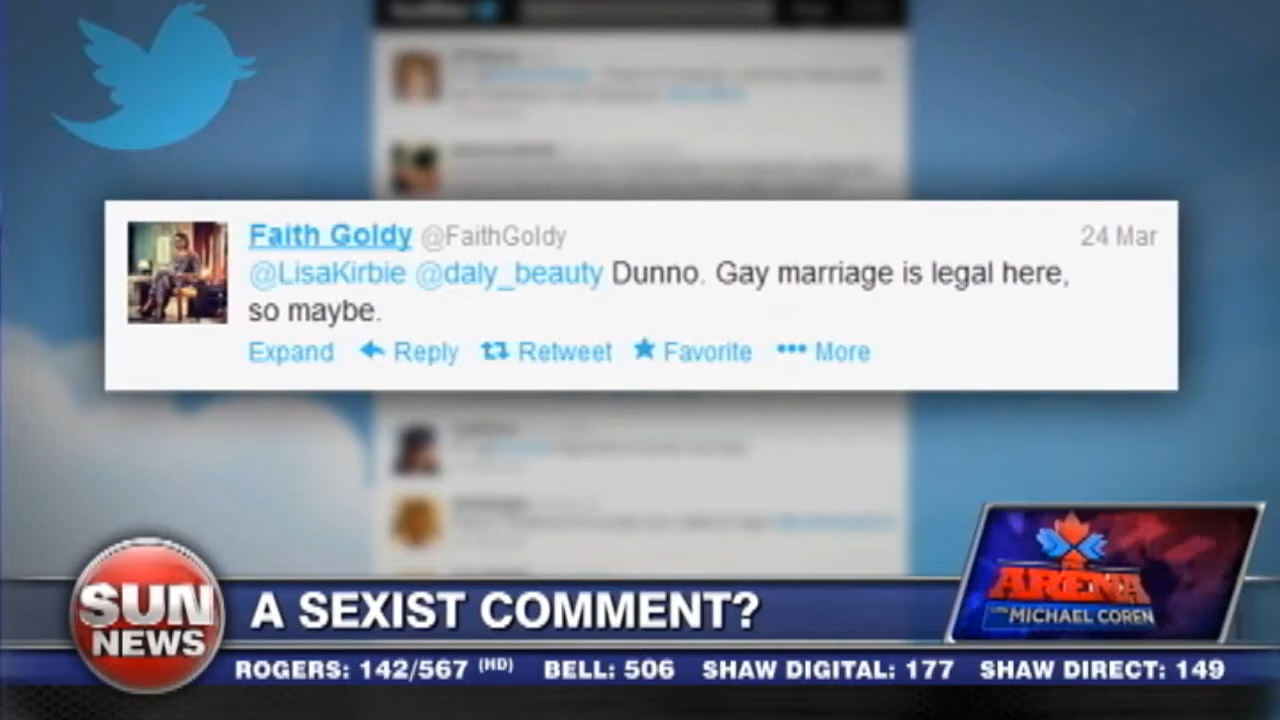 Faith Goldy @FaithGoldy 24 Mar
@LisaKirbie @daly_beauty Dunno. Gay marriage is legal here,
so maybe.
Expand Reply Retweet Favorite More
SUN
NEWS
A SEXIST COMMENT?
THE
ARENA
WITH MICHAEL COREN
ROGERS: 142/567 (HD) BELL: 506 SHAW DIGITAL: 177 SHAW DIRECT: 149